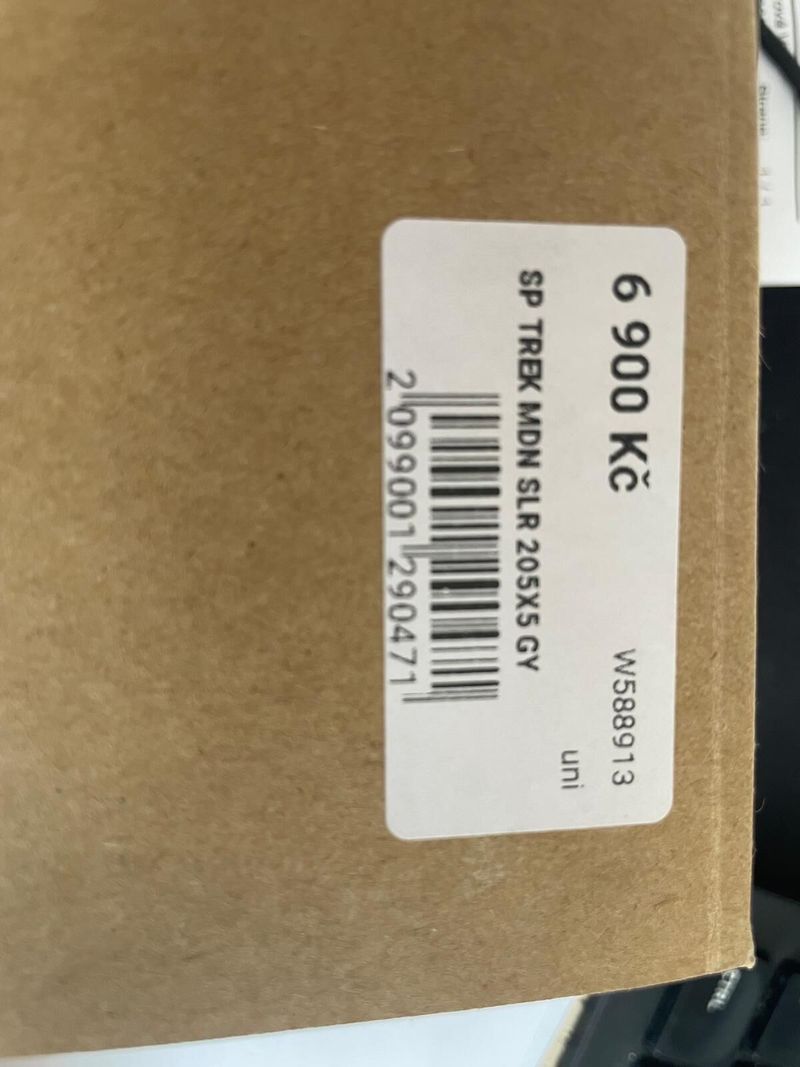 6 900 Kč
W588913
uni
SP TREK MDN SLR 205X5 GY
2 099001 290471